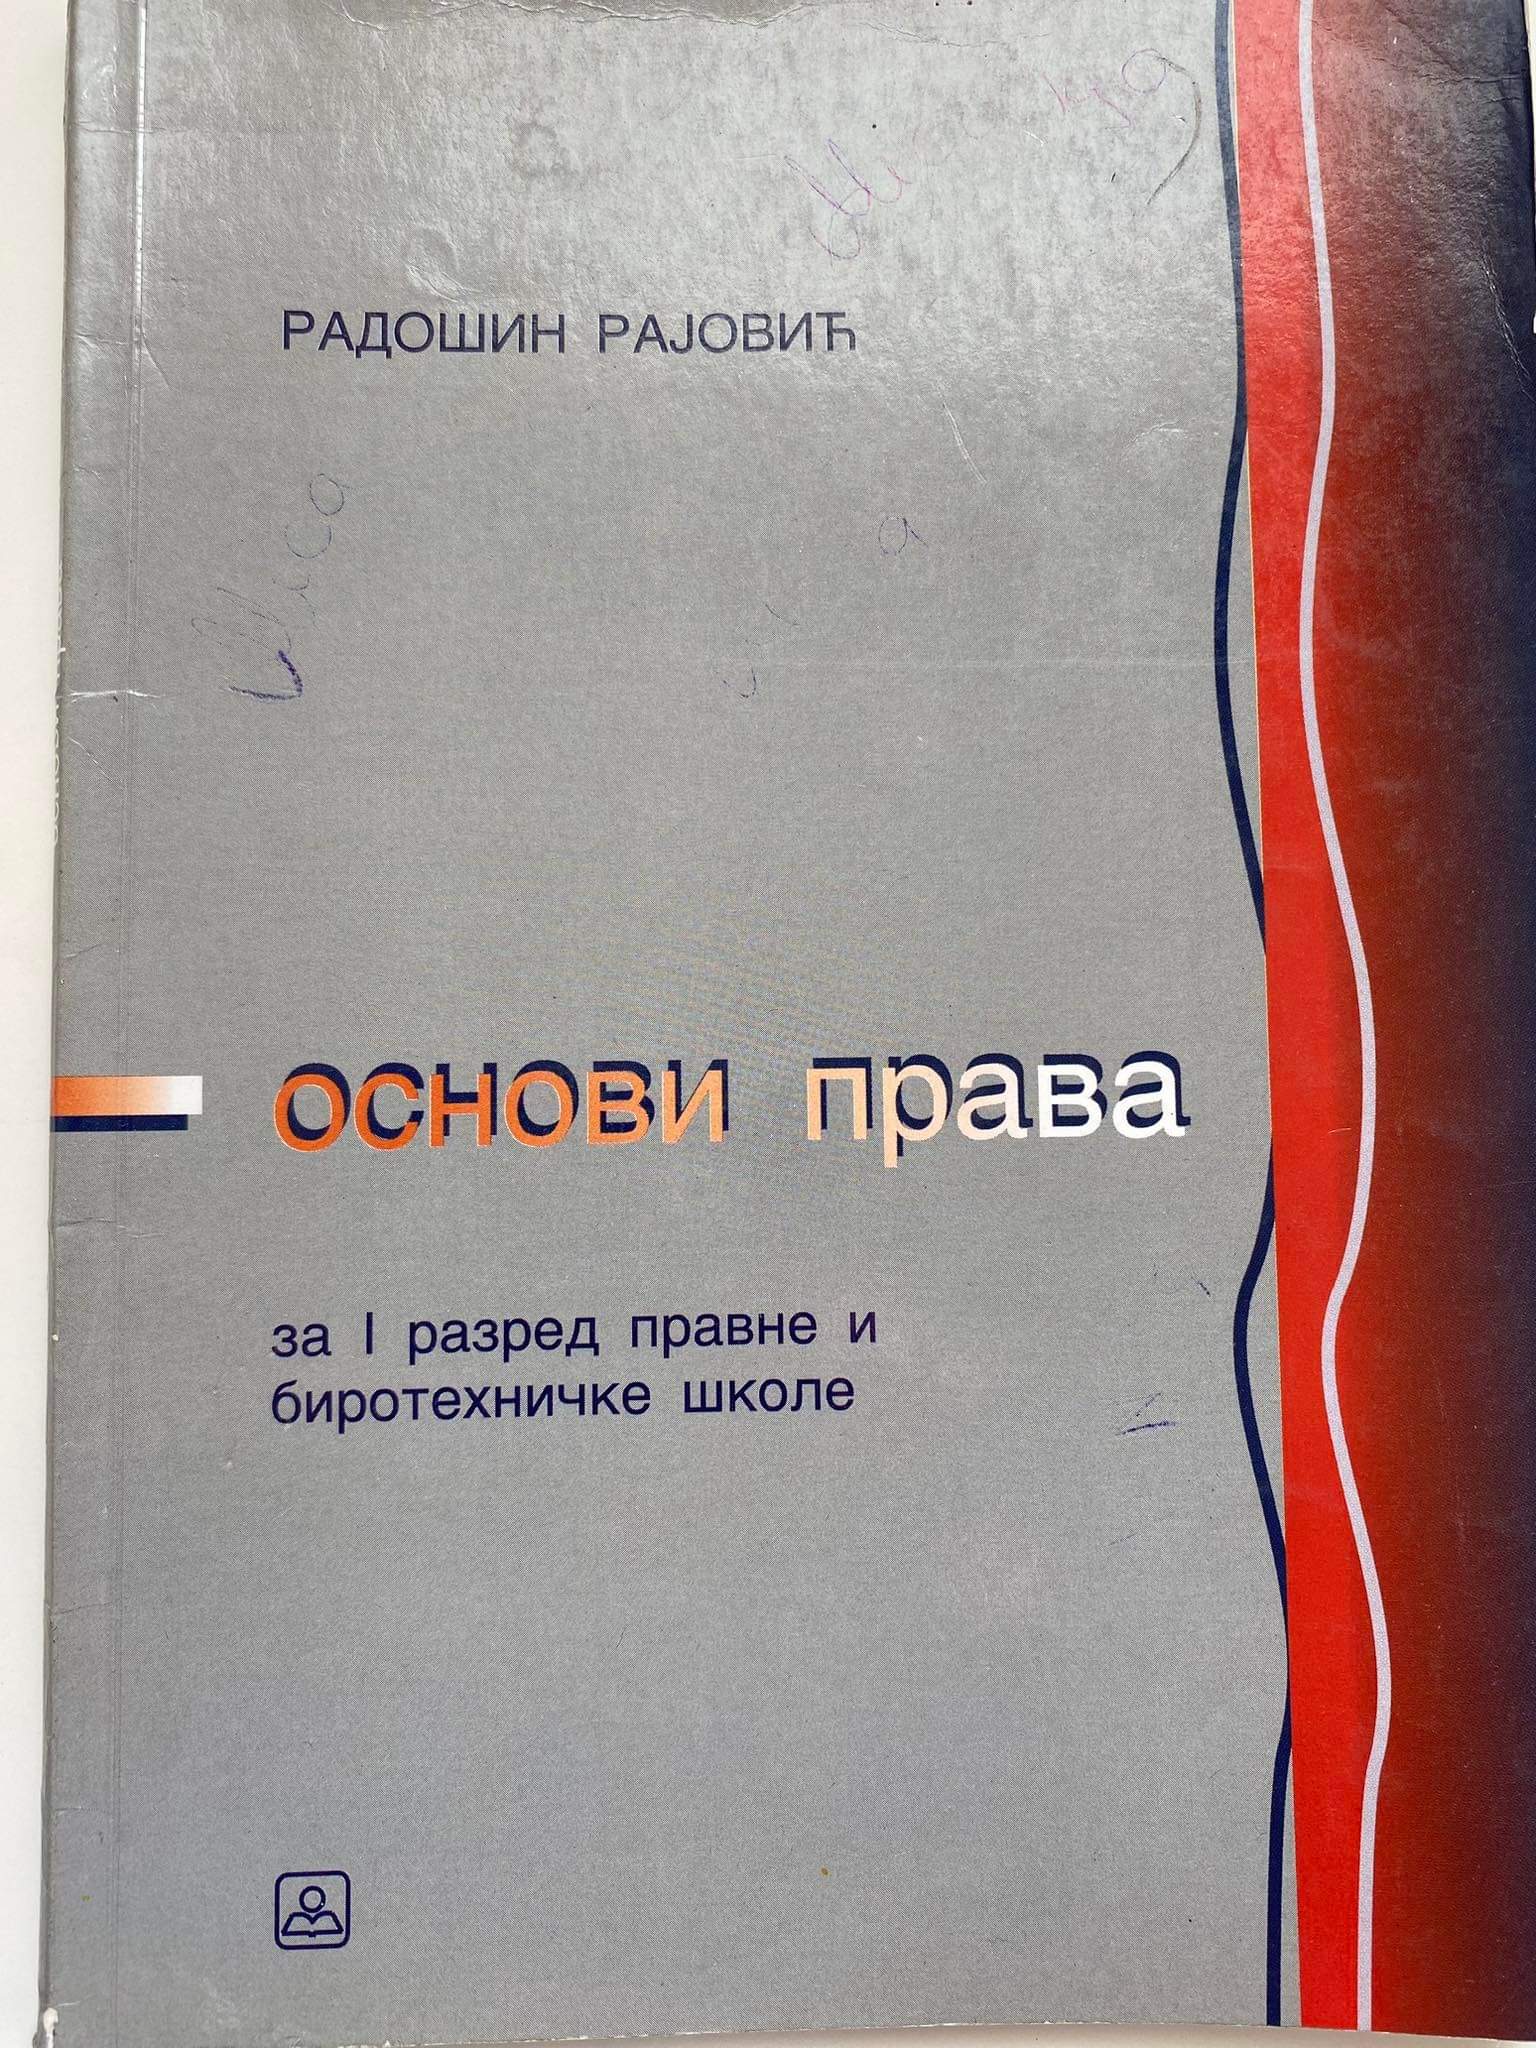 РАДОШИН РАЈОВИЋ
основи права
за I разред правне и
биротехничке школе